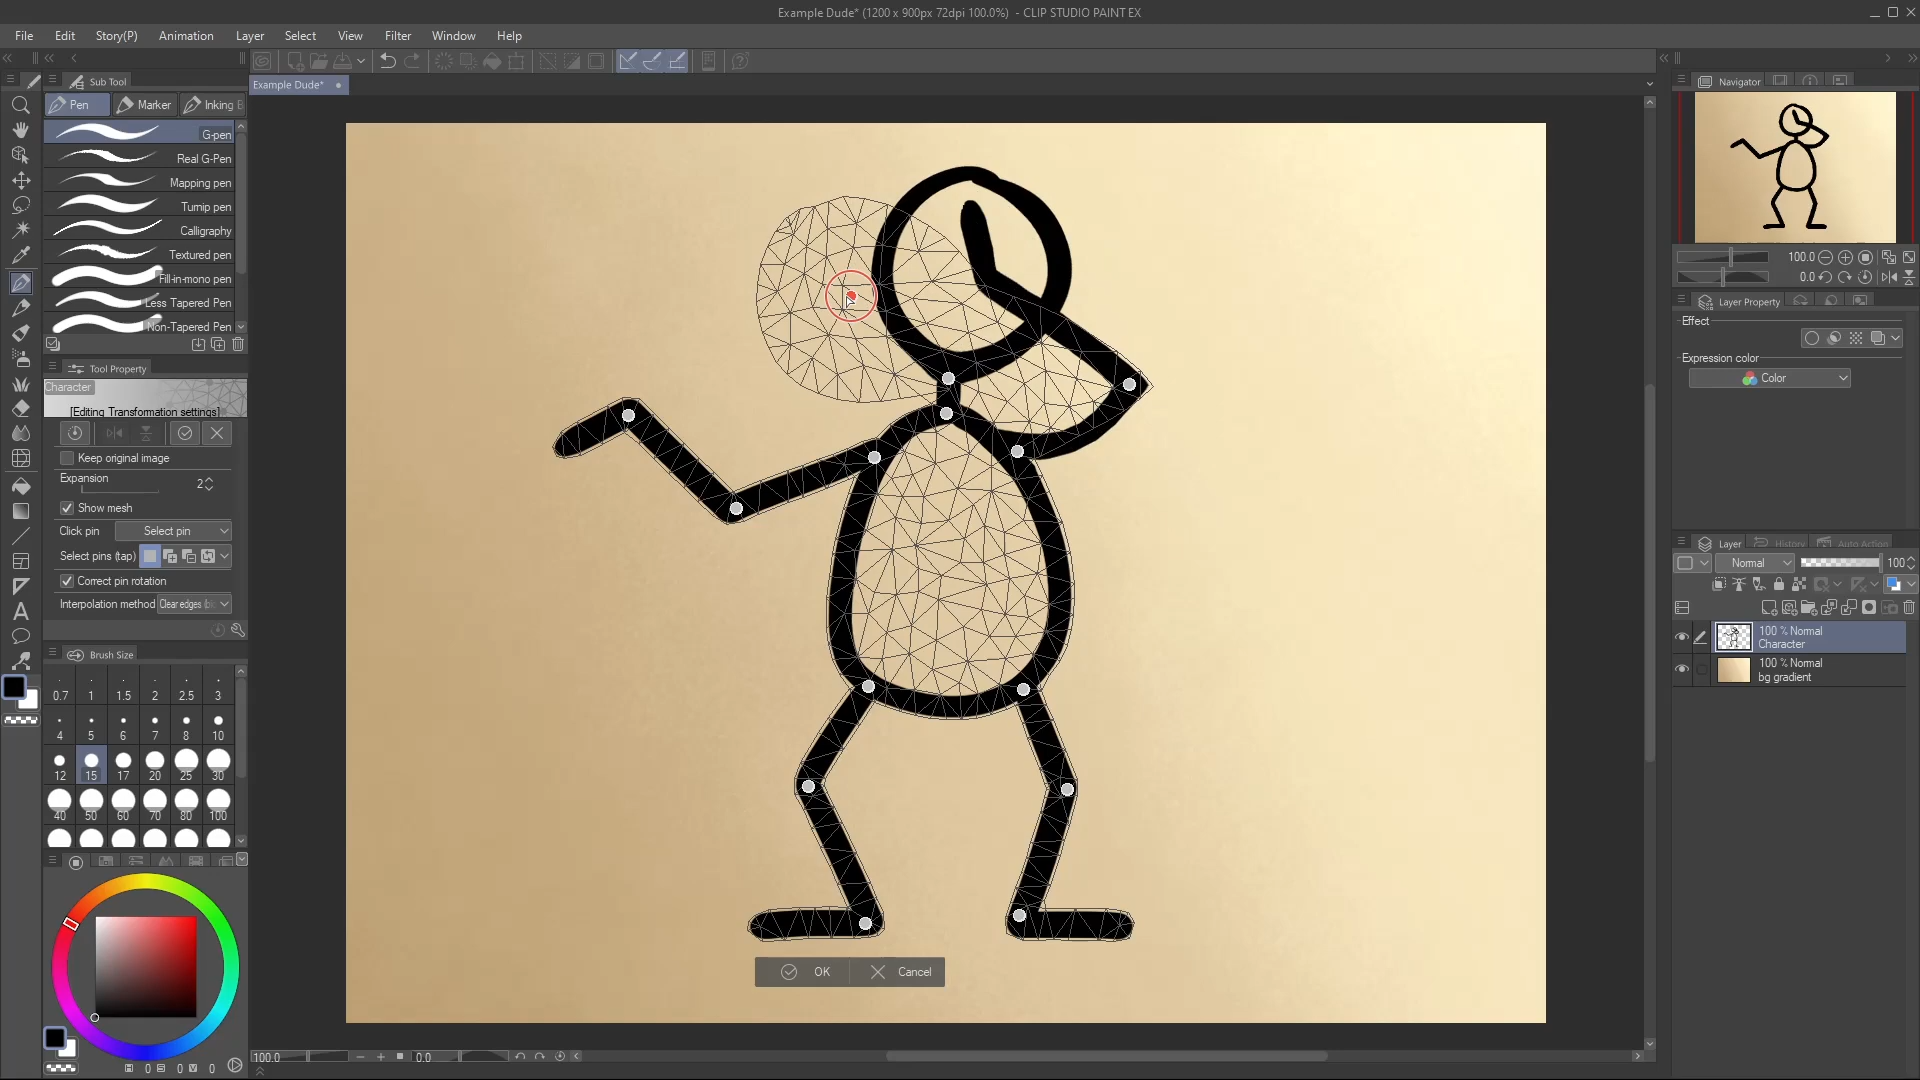 Example Dude* (1200 x 900px 72dpi 100.0%) - CLIP STUDIO PAINT EX
File Edit Story(P) Animation Layer Select View Filter Window Help
Sub Tool
Example Dude*
Navigator
Pen Marker Inking
G-pen
Real G-Pen
Mapping pen
Turnip pen
Calligraphy
Textured pen
Fill-in-mono pen
Less Tapered Pen
Non-Tapered Pen
100.0
0.0
Layer Property
Effect
Expression color
Color
Tool Property
Character
[Editing Transformation settings]
Keep original image
Expansion 2
Show mesh
Click pin Select pin
Select pins (tap)
Correct pin rotation
Interpolation method Clear edges
Layer History Auto Action
Normal 100
100 % Normal
Character
100 % Normal
bg gradient
Brush Size
0.7 1 1.5 2 2.5 3
4 5 6 7 8 10
12 15 17 20 25 30
40 50 60 70 80 100
OK Cancel
100.0 0.0
H 0 S 0 V 0